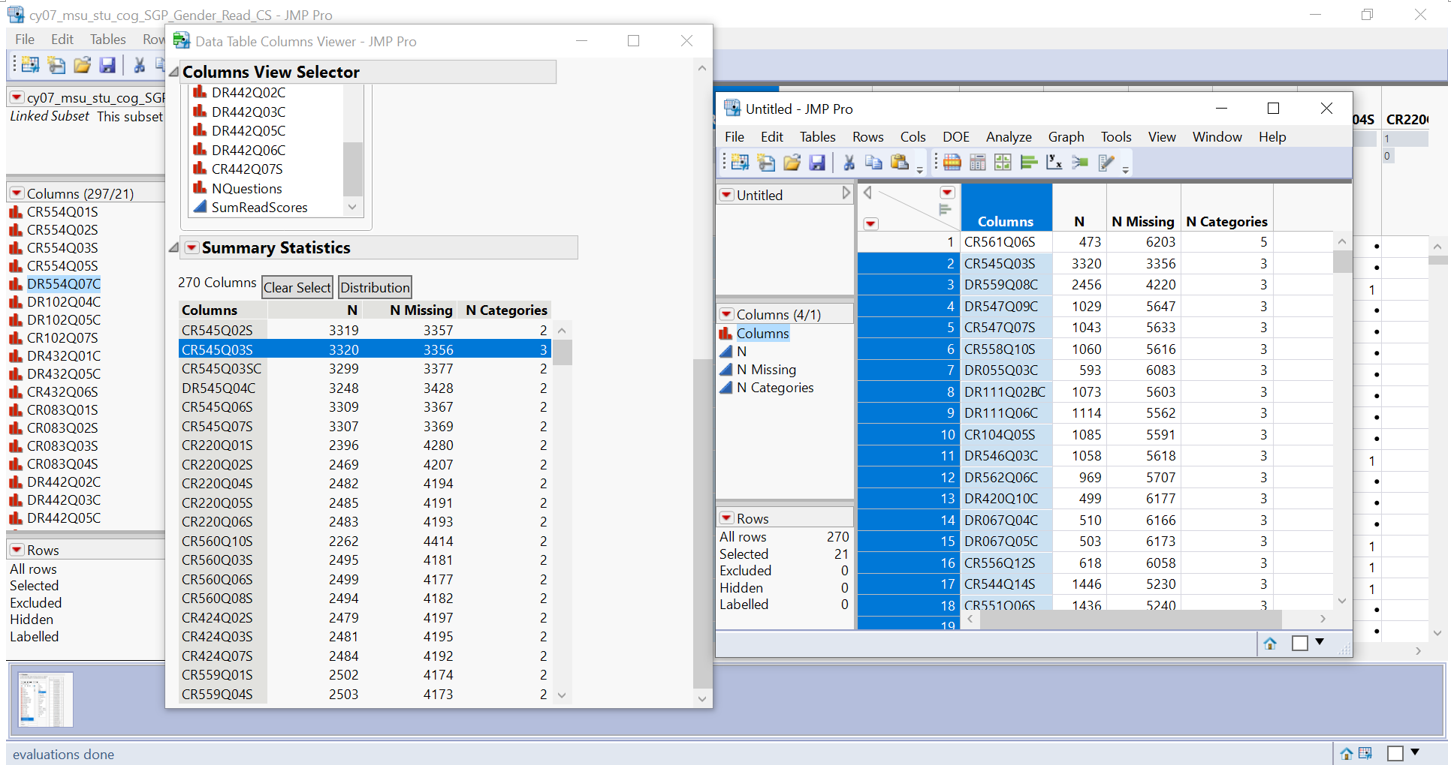 cy07_msu_stu_cog_SGP_Gender_Read_CS - JMP Pro
File Edit Tables Row
cy07_msu_stu_cog_SGP
Linked Subset This subset
Columns (297/21)
CR554Q01S
CR554Q02S
CR554Q03S
CR554Q05S
DR554Q07C
DR102Q04C
DR102Q05C
CR102Q07S
DR432Q01C
DR432Q05C
CR432Q06S
CR083Q01S
CR083Q02S
CR083Q03S
CR083Q04S
DR442Q02C
DR442Q03C
DR442Q05C
Rows
All rows
Selected
Excluded
Hidden
Labelled
evaluations done
Data Table Columns Viewer - JMP Pro
Columns View Selector
DR442Q02C
DR442Q03C
DR442Q05C
DR442Q06C
CR442Q07S
NQuestions
SumReadScores
Summary Statistics
270 Columns Clear Select Distribution
Columns N N Missing N Categories
CR545Q02S 3319 3357 2
CR545Q03S 3320 3356 3
CR545Q03SC 3299 3377 2
DR545Q04C 3248 3428 2
CR545Q06S 3309 3367 2
CR545Q07S 3307 3369 2
CR220Q01S 2396 4280 2
CR220Q02S 2469 4207 2
CR220Q04S 2482 4194 2
CR220Q05S 2485 4191 2
CR220Q06S 2483 4193 2
CR560Q10S 2262 4414 2
CR560Q03S 2495 4181 2
CR560Q06S 2499 4177 2
CR560Q08S 2494 4182 2
CR424Q02S 2479 4197 2
CR424Q03S 2481 4195 2
CR424Q07S 2484 4192 2
CR559Q01S 2502 4174 2
CR559Q04S 2503 4173 2
Untitled - JMP Pro
File Edit Tables Rows Cols DOE Analyze Graph Tools View Window Help
Untitled
Columns (4/1)
Columns
N
N Missing
N Categories
Rows
All rows 270
Selected 21
Excluded 0
Hidden 0
Labelled 0
Columns N N Missing N Categories
1 CR561Q06S 473 6203 5
2 CR545Q03S 3320 3356 3
3 DR559Q08C 2456 4220 3
4 DR547Q09C 1029 5647 3
5 CR547Q07S 1043 5633 3
6 CR558Q10S 1060 5616 3
7 DR055Q03C 593 6083 3
8 DR111Q02BC 1073 5603 3
9 DR111Q06C 1114 5562 3
10 CR104Q05S 1085 5591 3
11 DR546Q03C 1058 5618 3
12 DR562Q06C 969 5707 3
13 DR420Q10C 499 6177 3
14 DR067Q04C 510 6166 3
15 DR067Q05C 503 6173 3
16 CR556Q12S 618 6058 3
17 CR544Q14S 1446 5230 3
18 CR551Q06S 1436 5240 3
19
04S CR220
1
0
1
1
1
1
1